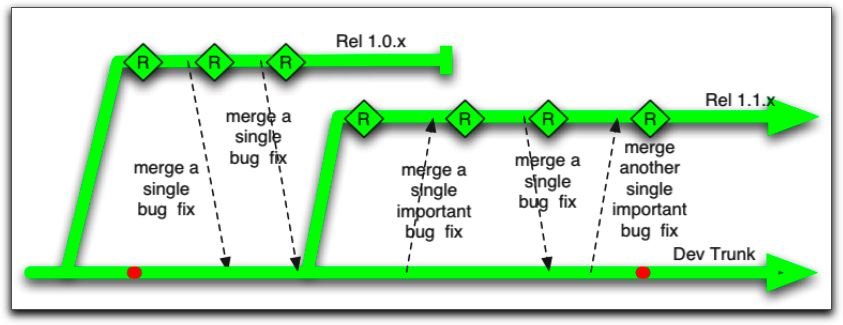 Rel 1.0.x
R
R
R
merge a
single
bug fix
merge a
single
bug fix
Rel 1.1.x
R
R
R
R
merge a
single
important
bug fix
merge a
single
bug fix
merge
another
single
important
bug fix
Dev Trunk